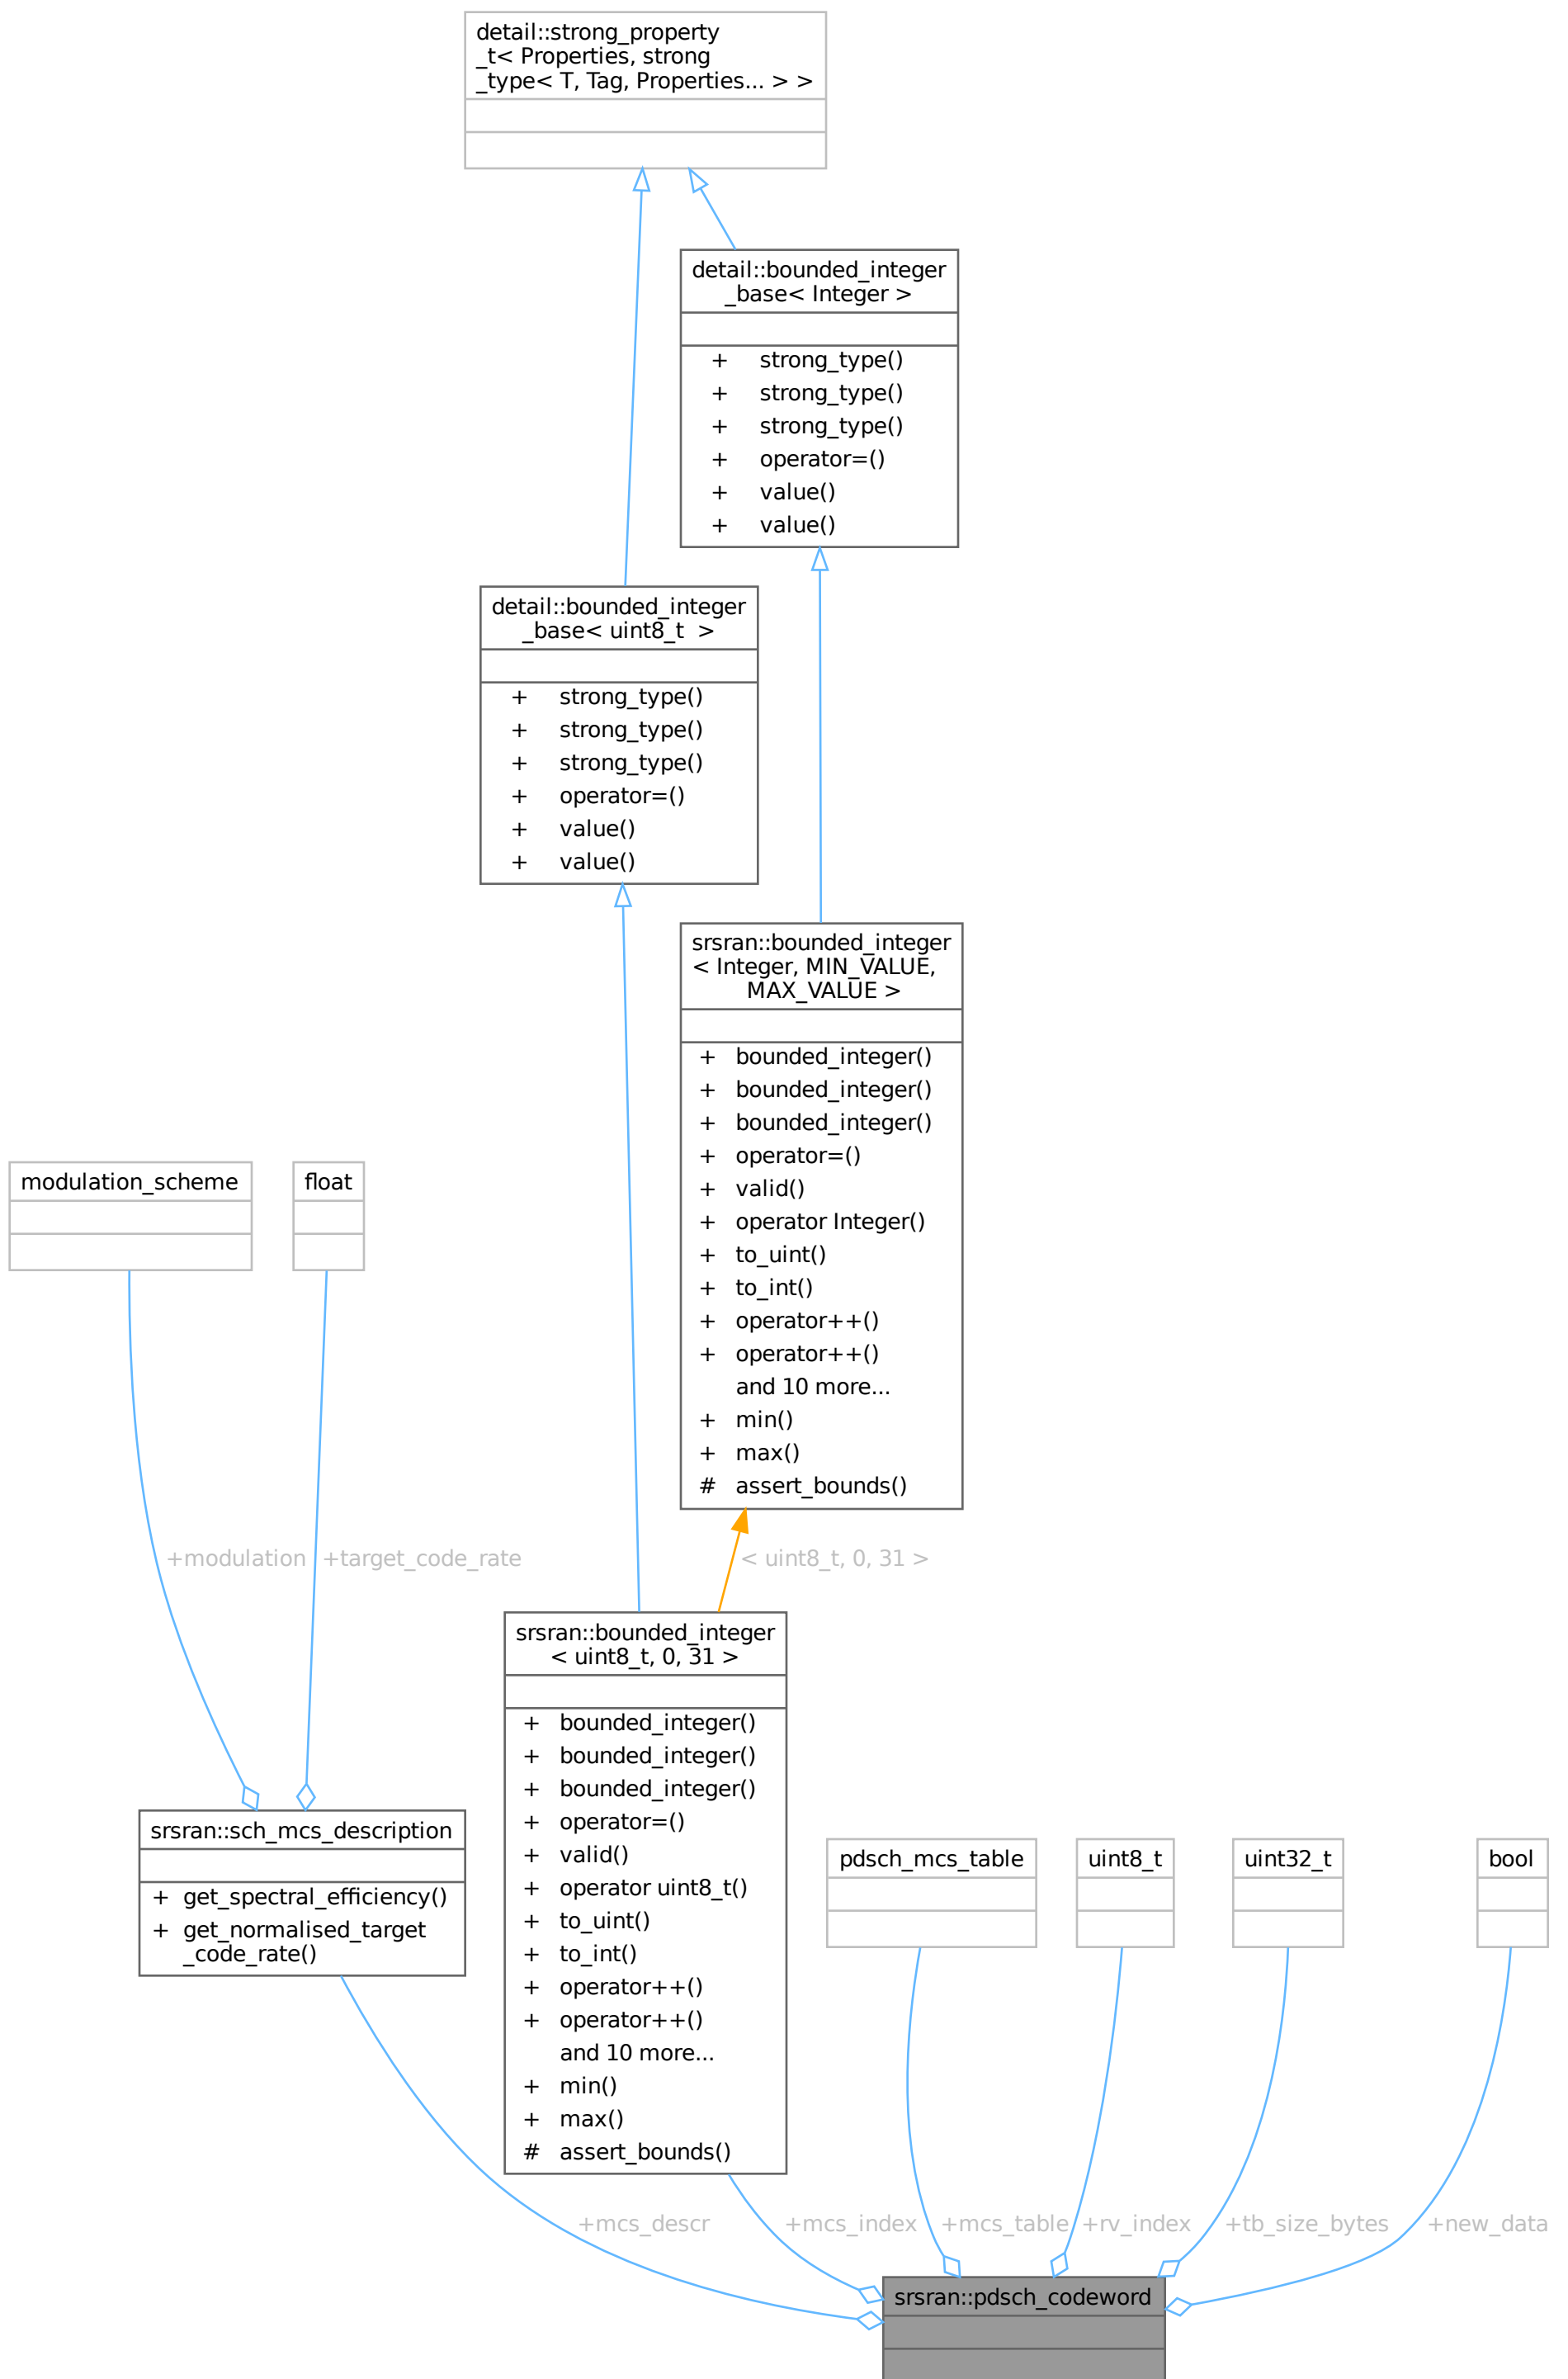 detail::strong_property
_t< Properties, strong
_type< T, Tag, Properties... > >
detail::bounded_integer
_base< Integer >
+ strong_type()
+ strong_type()
+ strong_type()
+ operator=()
+ value()
+ value()
detail::bounded_integer
_base< uint8_t >
+ strong_type()
+ strong_type()
+ strong_type()
+ operator=()
+ value()
+ value()
srsran::bounded_integer
< Integer, MIN_VALUE,
MAX_VALUE >
+ bounded_integer()
+ bounded_integer()
+ bounded_integer()
+ operator=()
+ valid()
+ operator Integer()
+ to_uint()
+ to_int()
+ operator++()
+ operator++()
and 10 more...
+ min()
+ max()
# assert_bounds()
modulation_scheme
float
+modulation
+target_code_rate
< uint8_t, 0, 31 >
srsran::bounded_integer
< uint8_t, 0, 31 >
+ bounded_integer()
+ bounded_integer()
+ bounded_integer()
+ operator=()
+ valid()
+ operator uint8_t()
+ to_uint()
+ to_int()
+ operator++()
+ operator++()
and 10 more...
+ min()
+ max()
# assert_bounds()
srsran::sch_mcs_description
+ get_spectral_efficiency()
+ get_normalised_target
_code_rate()
pdsch_mcs_table
uint8_t
uint32_t
bool
+mcs_descr
+mcs_index
+mcs_table
+rv_index
+tb_size_bytes
+new_data
srsran::pdsch_codeword